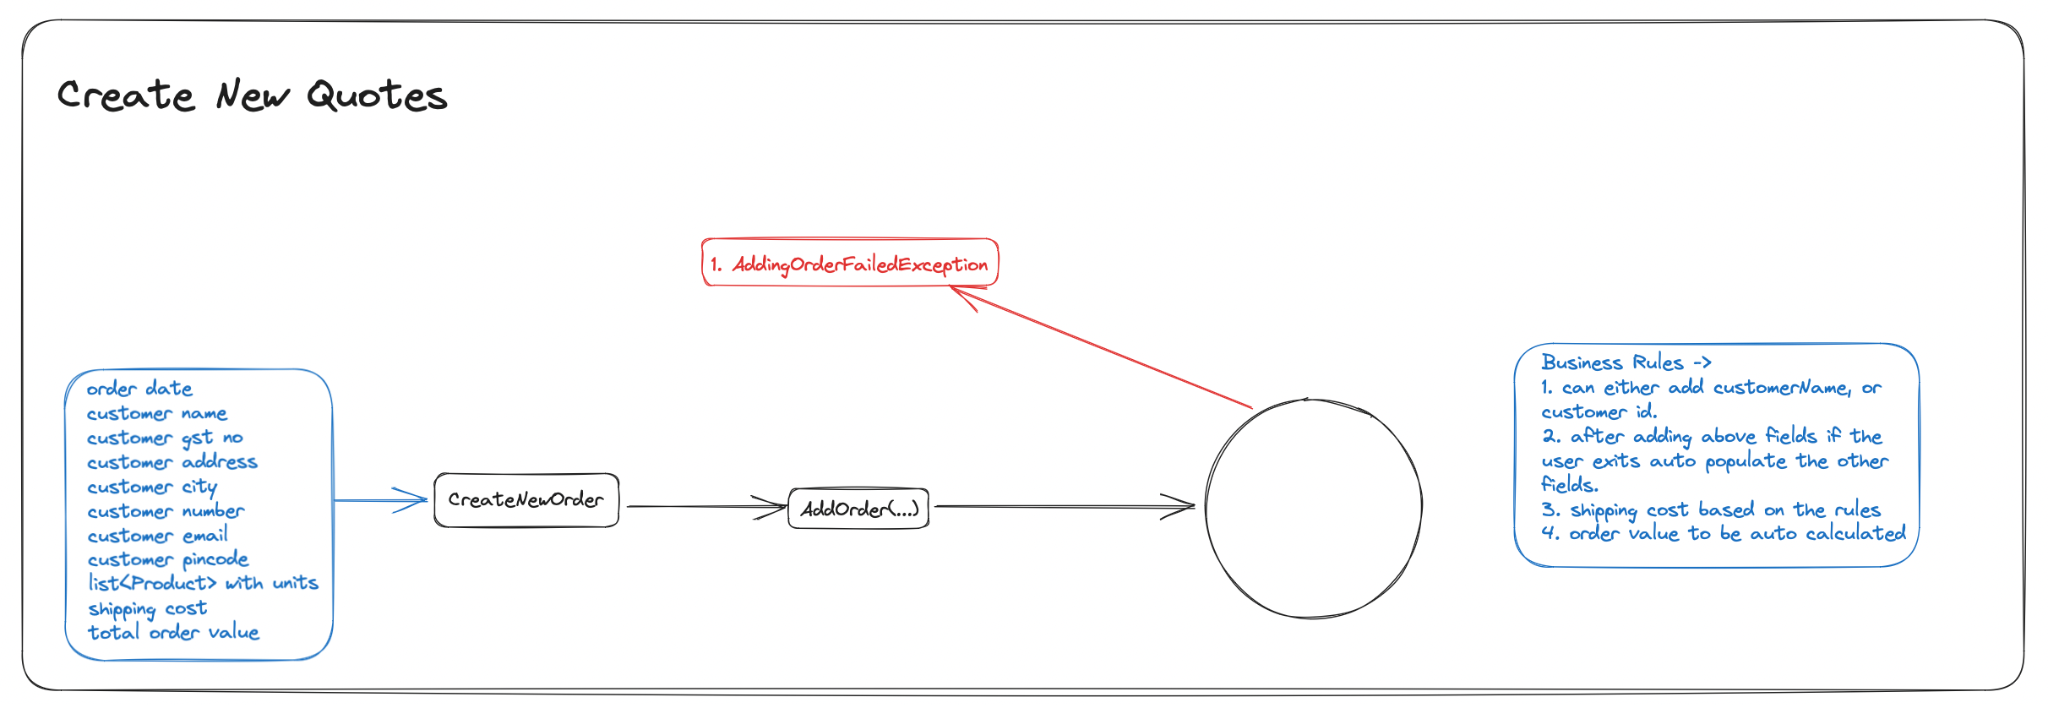 Create New Quotes
1. AddingOrderFailedException
order date
customer name
customer gst no
customer address
customer city
customer number
customer email
customer pincode
list<Product> with units
shipping cost
total order value
CreateNewOrder
AddOrder(...)
Business Rules ->
1. can either add customerName, or
customer id.
2. after adding above fields if the
user exits auto populate the other
fields.
3. shipping cost based on the rules
4. order value to be auto calculated